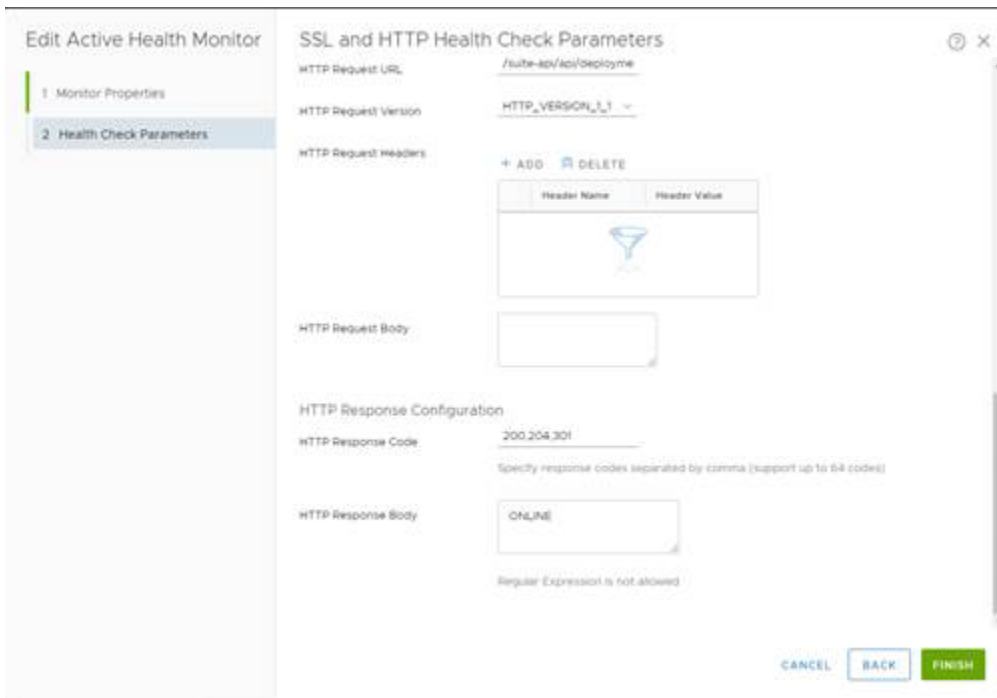 Edit Active Health Monitor
1 Monitor Properties
2 Health Check Parameters
SSL and HTTP Health Check Parameters
HTTP Request URL /suite-api/api/deployme
HTTP Request Version HTTP_VERSION_1_1
HTTP Request Headers
+ ADD DELETE
Header Name Header Value
HTTP Request Body
HTTP Response Configuration
HTTP Response Code 200,204,301
Specify response codes separated by comma (support up to 64 codes)
HTTP Response Body ONLINE
Regular Expression is not allowed
CANCEL BACK FINISH